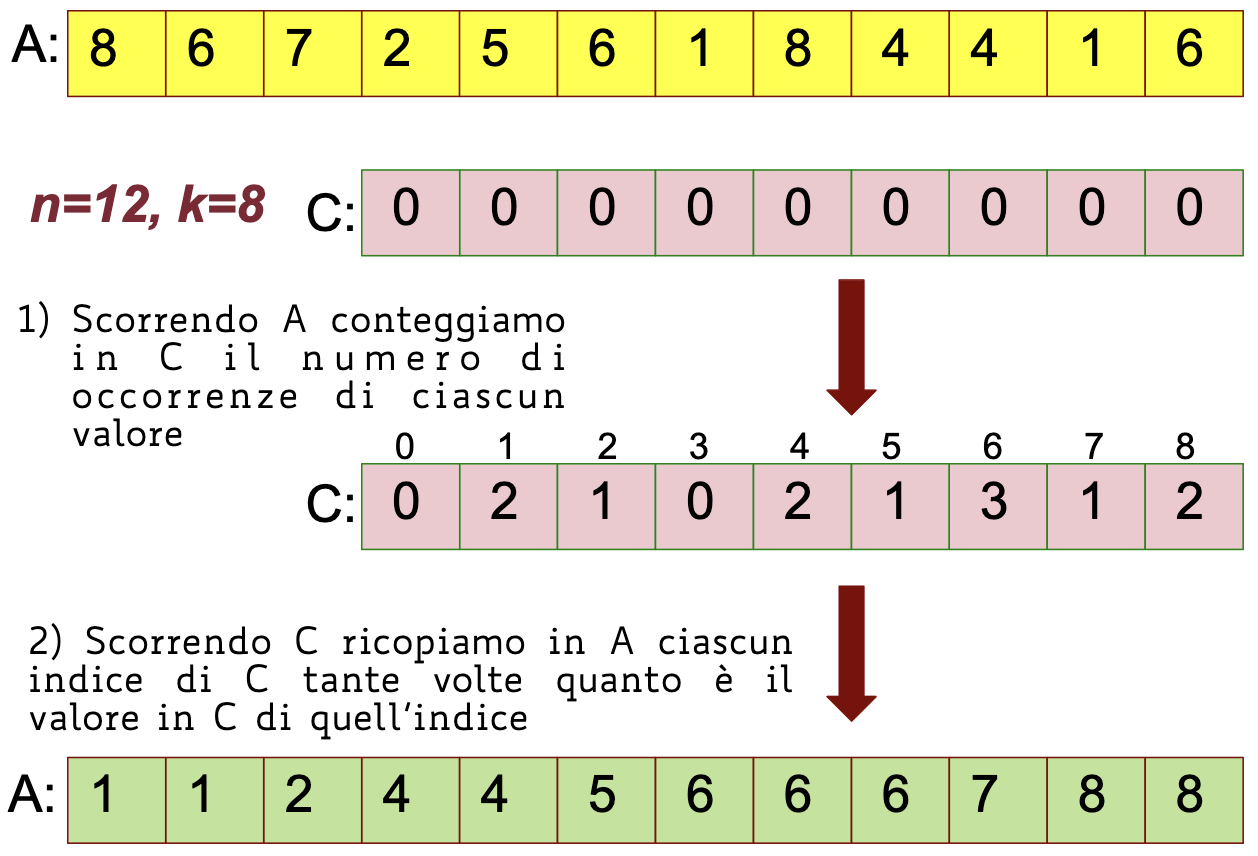 A: 8 6 7 2 5 6 1 8 4 4 1 6
n=12, k=8 C: 0 0 0 0 0 0 0 0 0
1) Scorrendo A conteggiamo
in C il numero di
occorrenze di ciascun
valore
0 1 2 3 4 5 6 7 8
C: 0 2 1 0 2 1 3 1 2
2) Scorrendo C ricopiamo in A ciascun
indice di C tante volte quanto è il
valore in C di quell'indice
A: 1 1 2 4 4 5 6 6 6 7 8 8